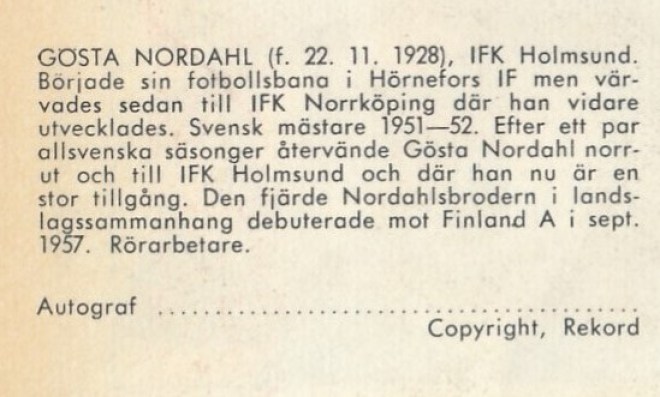 GÖSTA NORDAHL (f. 22. 11. 1928), IFK Holmsund.
Började sin fotbollsbana i Hörnefors IF men vär-
vades sedan till IFK Norrköping där han vidare
utvecklades. Svensk mästare 1951—52. Efter ett par
allsvenska säsonger återvände Gösta Nordahl norr-
ut och till IFK Holmsund och där han nu är en
stor tillgång. Den fjärde Nordahlsbrodern i lands-
lagssammanhang debuterade mot Finland A i sept.
1957. Rörarbetare.
Autograf ........................................
Copyright, Rekord